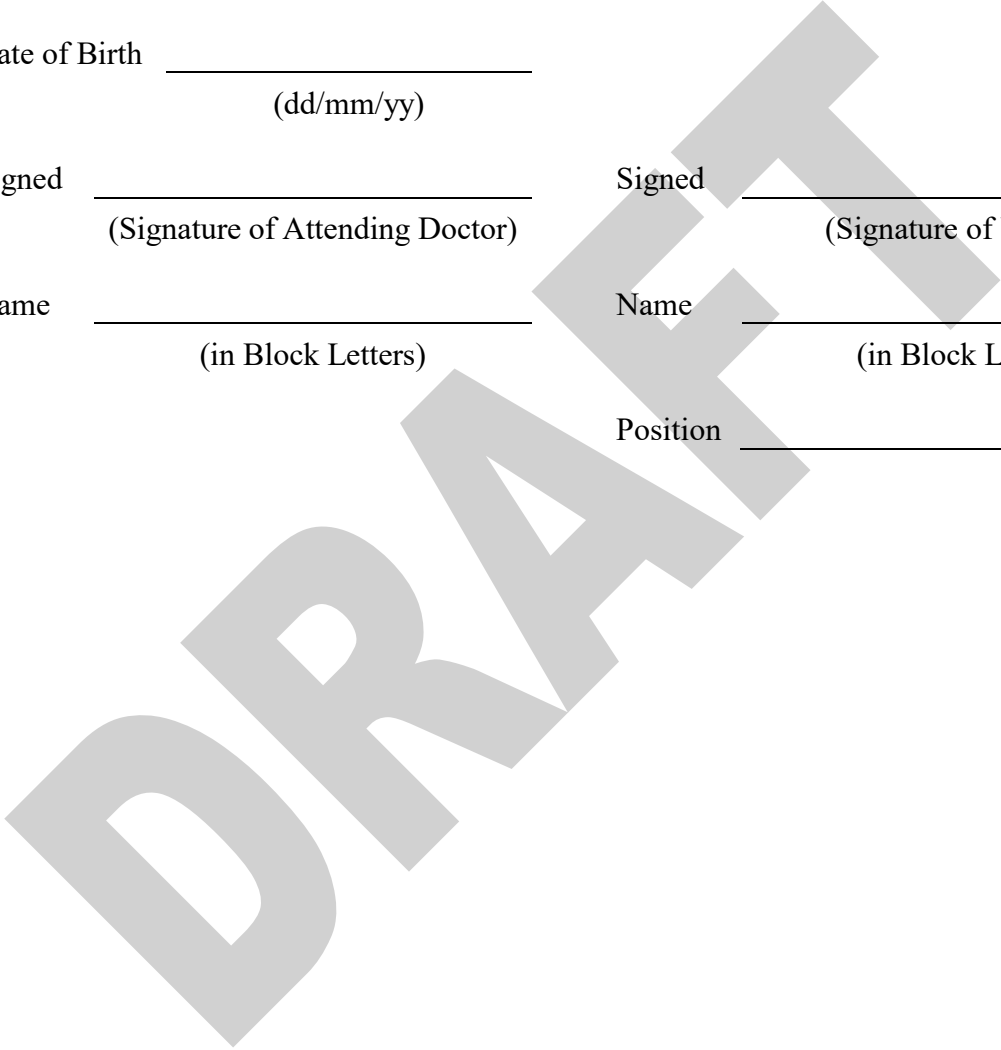 ate of Birth
(dd/mm/yy)
gned Signed
(Signature of Attending Doctor) (Signature of
ame Name
(in Block Letters) (in Block L
Position
DRAFT